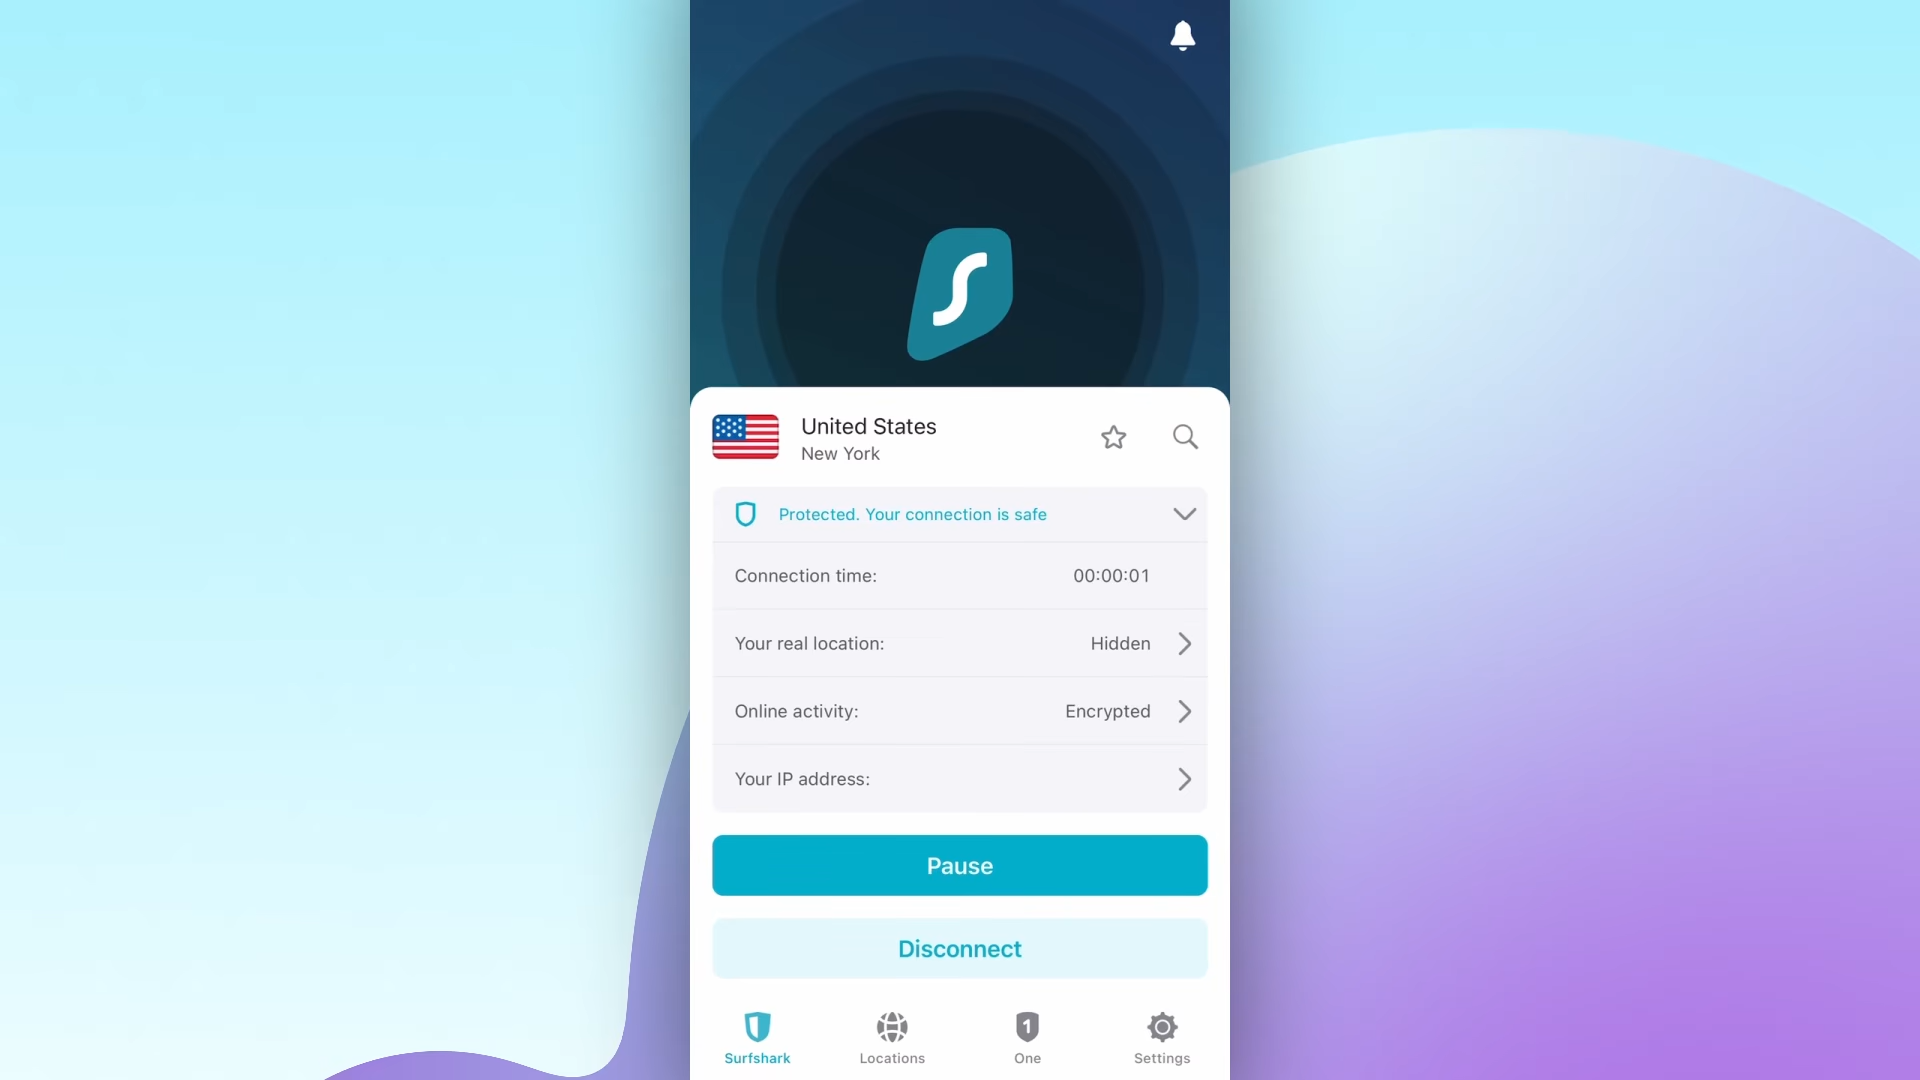 United States
New York
Protected. Your connection is safe
Connection time: 00:00:01
Your real location: Hidden
Online activity: Encrypted
Your IP address:
Pause
Disconnect
1
Surfshark Locations One Settings